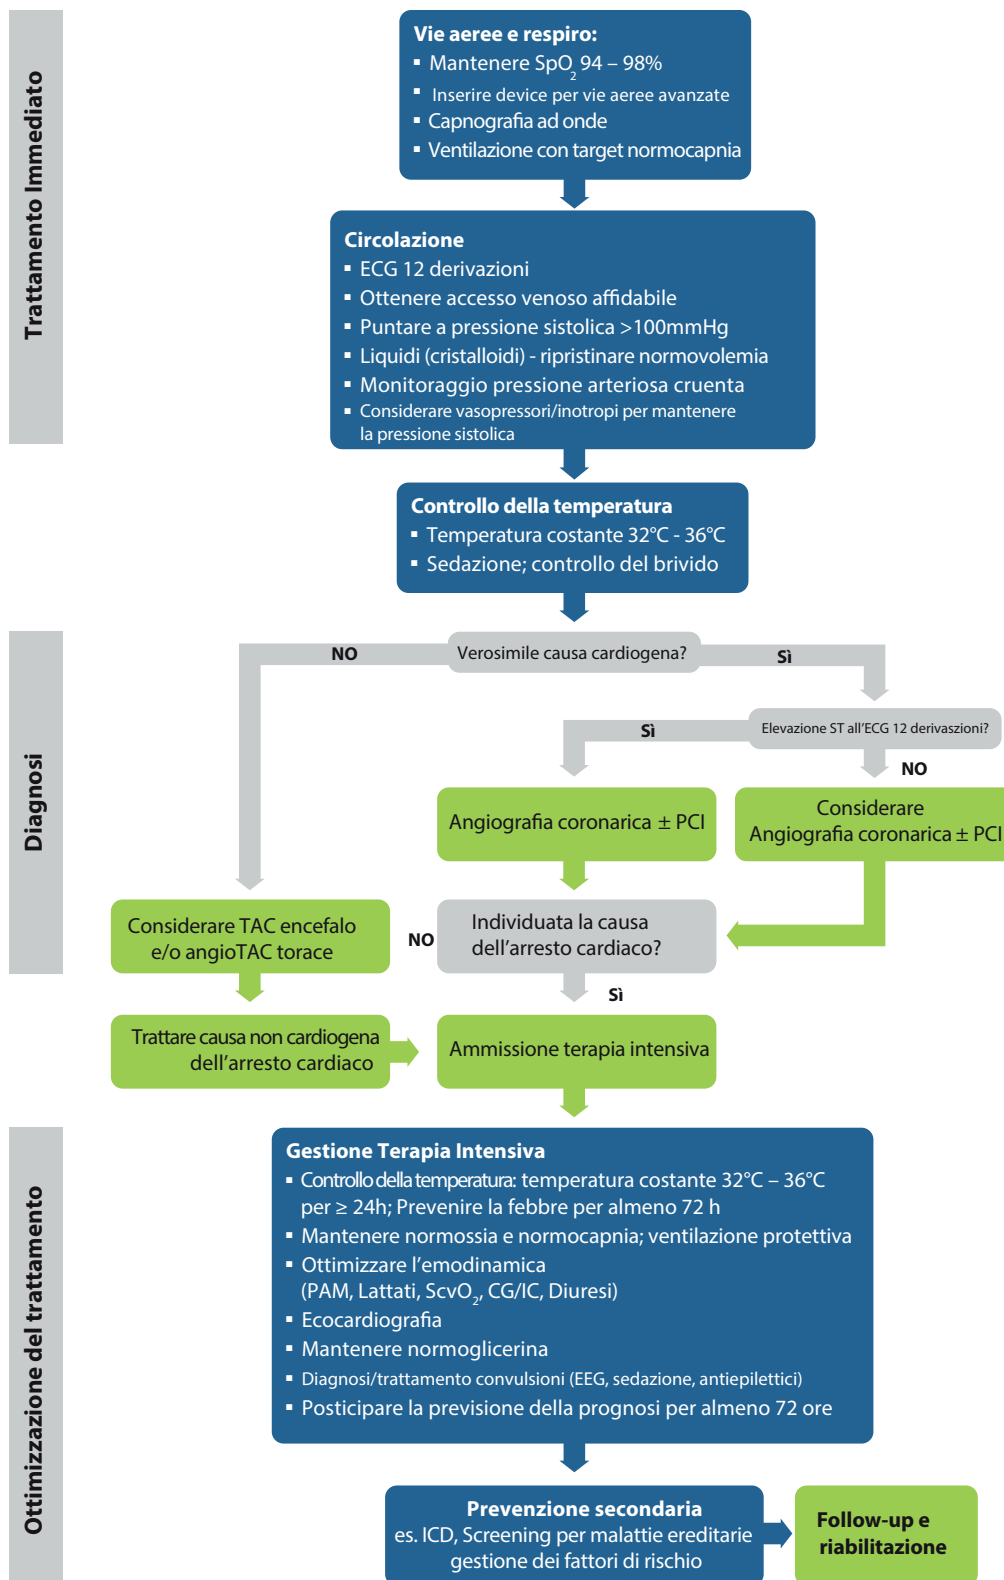 Trattamento Immediato
Vie aeree e respiro:
▪ Mantenere SpO2 94 – 98%
▪ Inserire device per vie aeree avanzate
▪ Capnografia ad onde
▪ Ventilazione con target normocapnia
Circolazione
▪ ECG 12 derivazioni
▪ Ottenere accesso venoso affidabile
▪ Puntare a pressione sistolica >100mmHg
▪ Liquidi (cristalloidi) - ripristinare normovolemia
▪ Monitoraggio pressione arteriosa cruenta
▪ Considerare vasopressori/inotropi per mantenere
la pressione sistolica
Controllo della temperatura
▪ Temperatura costante 32°C - 36°C
▪ Sedazione; controllo del brivido
Diagnosi
NO
Verosimile causa cardiogena?
Sì
Sì
Elevazione ST all'ECG 12 derivaszioni?
NO
Angiografia coronarica ± PCI
Considerare
Angiografia coronarica ± PCI
Considerare TAC encefalo
e/o angioTAC torace
NO
Individuata la causa
dell'arresto cardiaco?
Sì
Trattare causa non cardiogena
dell'arresto cardiaco
Ammissione terapia intensiva
Ottimizzazione del trattamento
Gestione Terapia Intensiva
▪ Controllo della temperatura: temperatura costante 32°C – 36°C
per ≥ 24h; Prevenire la febbre per almeno 72 h
▪ Mantenere normossia e normocapnia; ventilazione protettiva
▪ Ottimizzare l'emodinamica
(PAM, Lattati, ScvO2, CG/IC, Diuresi)
▪ Ecocardiografia
▪ Mantenere normoglicerina
▪ Diagnosi/trattamento convulsioni (EEG, sedazione, antiepilettici)
▪ Posticipare la previsione della prognosi per almeno 72 ore
Prevenzione secondaria
es. ICD, Screening per malattie ereditarie
gestione dei fattori di rischio
Follow-up e
riabilitazione